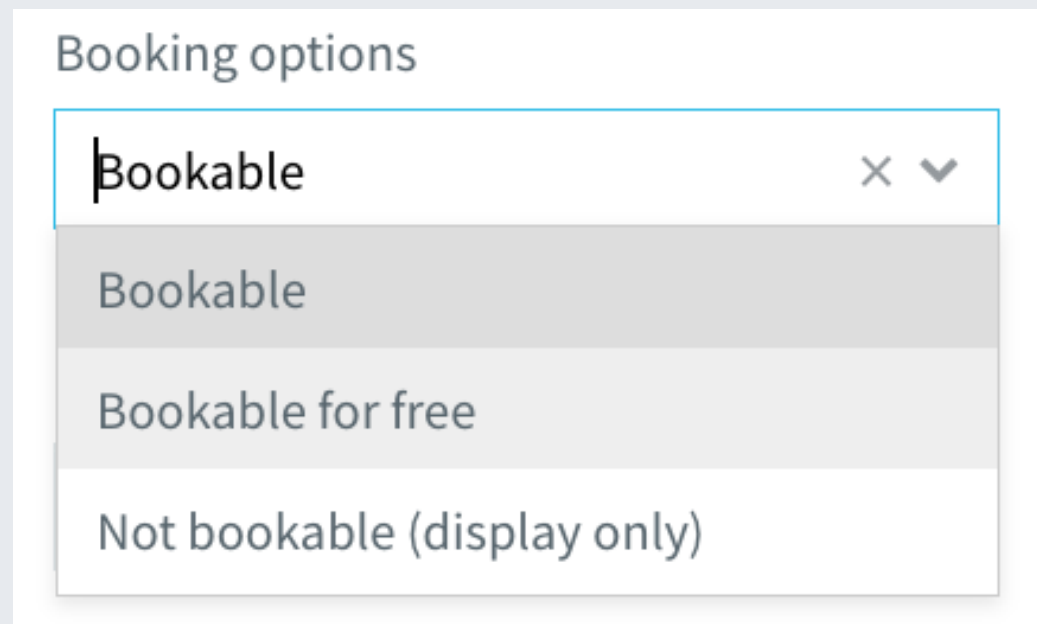 Booking options
Bookable
Bookable
Bookable for free
Not bookable (display only)